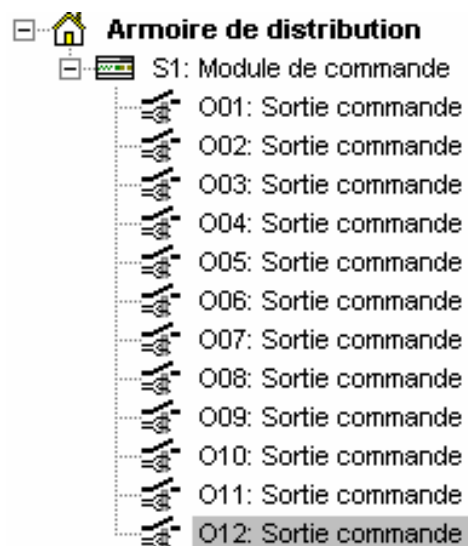 Armoire de distribution
S1: Module de commande
O01: Sortie commande
O02: Sortie commande
O03: Sortie commande
O04: Sortie commande
O05: Sortie commande
O06: Sortie commande
O07: Sortie commande
O08: Sortie commande
O09: Sortie commande
O10: Sortie commande
O11: Sortie commande
O12: Sortie commande